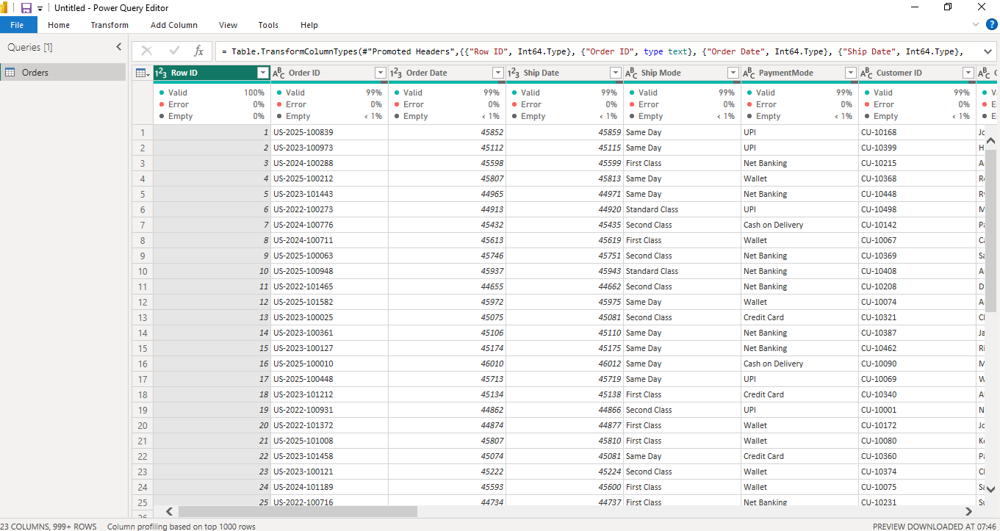 Untitled - Power Query Editor
File Home Transform Add Column View Tools Help
Queries [1]
fx = Table.TransformColumnTypes(#"Promoted Headers",{{"Row ID", Int64.Type}, {"Order ID", type text}, {"Order Date", Int64.Type}, {"Ship Date", Int64.Type},
Orders
123 Row ID ABC Order ID 123 Order Date 123 Ship Date ABC Ship Mode ABC PaymentMode ABC Customer ID ABC
Valid 100% Valid 99% Valid 99% Valid 99% Valid 99% Valid 99% Valid 99%
Error 0% Error 0% Error 0% Error 0% Error 0% Error 0% Error 0%
Empty 0% Empty < 1% Empty < 1% Empty < 1% Empty < 1% Empty < 1% Empty < 1%
1 1 US-2025-100839 45852 45859 Same Day UPI CU-10168
2 2 US-2023-100973 45112 45115 Same Day UPI CU-10399
3 3 US-2024-100288 45598 45599 First Class Net Banking CU-10215
4 4 US-2025-100212 45807 45813 Same Day Wallet CU-10368
5 5 US-2023-101443 44965 44971 Same Day Net Banking CU-10448
6 6 US-2022-100273 44913 44920 Standard Class UPI CU-10498
7 7 US-2024-100776 45432 45435 Second Class Cash on Delivery CU-10142
8 8 US-2024-100711 45613 45619 First Class Wallet CU-10067
9 9 US-2025-100063 45746 45751 Second Class Net Banking CU-10369
10 10 US-2025-100948 45937 45943 Standard Class Net Banking CU-10408
11 11 US-2022-101465 44655 44662 Second Class Net Banking CU-10208
12 12 US-2025-101582 45972 45975 Same Day Wallet CU-10074
13 13 US-2023-100025 45075 45081 Second Class Credit Card CU-10321
14 14 US-2023-100361 45106 45110 Same Day Net Banking CU-10387
15 15 US-2023-100127 45174 45175 Same Day Net Banking CU-10462
16 16 US-2025-100010 46010 46012 Same Day Cash on Delivery CU-10090
17 17 US-2025-100448 45713 45719 Same Day UPI CU-10069
18 18 US-2023-101212 45134 45138 First Class Credit Card CU-10340
19 19 US-2022-100931 44862 44866 Second Class UPI CU-10001
20 20 US-2022-101372 44874 44877 First Class Wallet CU-10172
21 21 US-2025-101008 45807 45810 First Class Wallet CU-10080
22 22 US-2023-101458 45074 45081 Same Day Credit Card CU-10360
23 23 US-2023-100121 45222 45224 Second Class Wallet CU-10374
24 24 US-2024-101189 45593 45600 First Class Wallet CU-10075
25 25 US-2022-100716 44734 44737 First Class Net Banking CU-10231
23 COLUMNS, 999+ ROWS Column profiling based on top 1000 rows PREVIEW DOWNLOADED AT 07:46